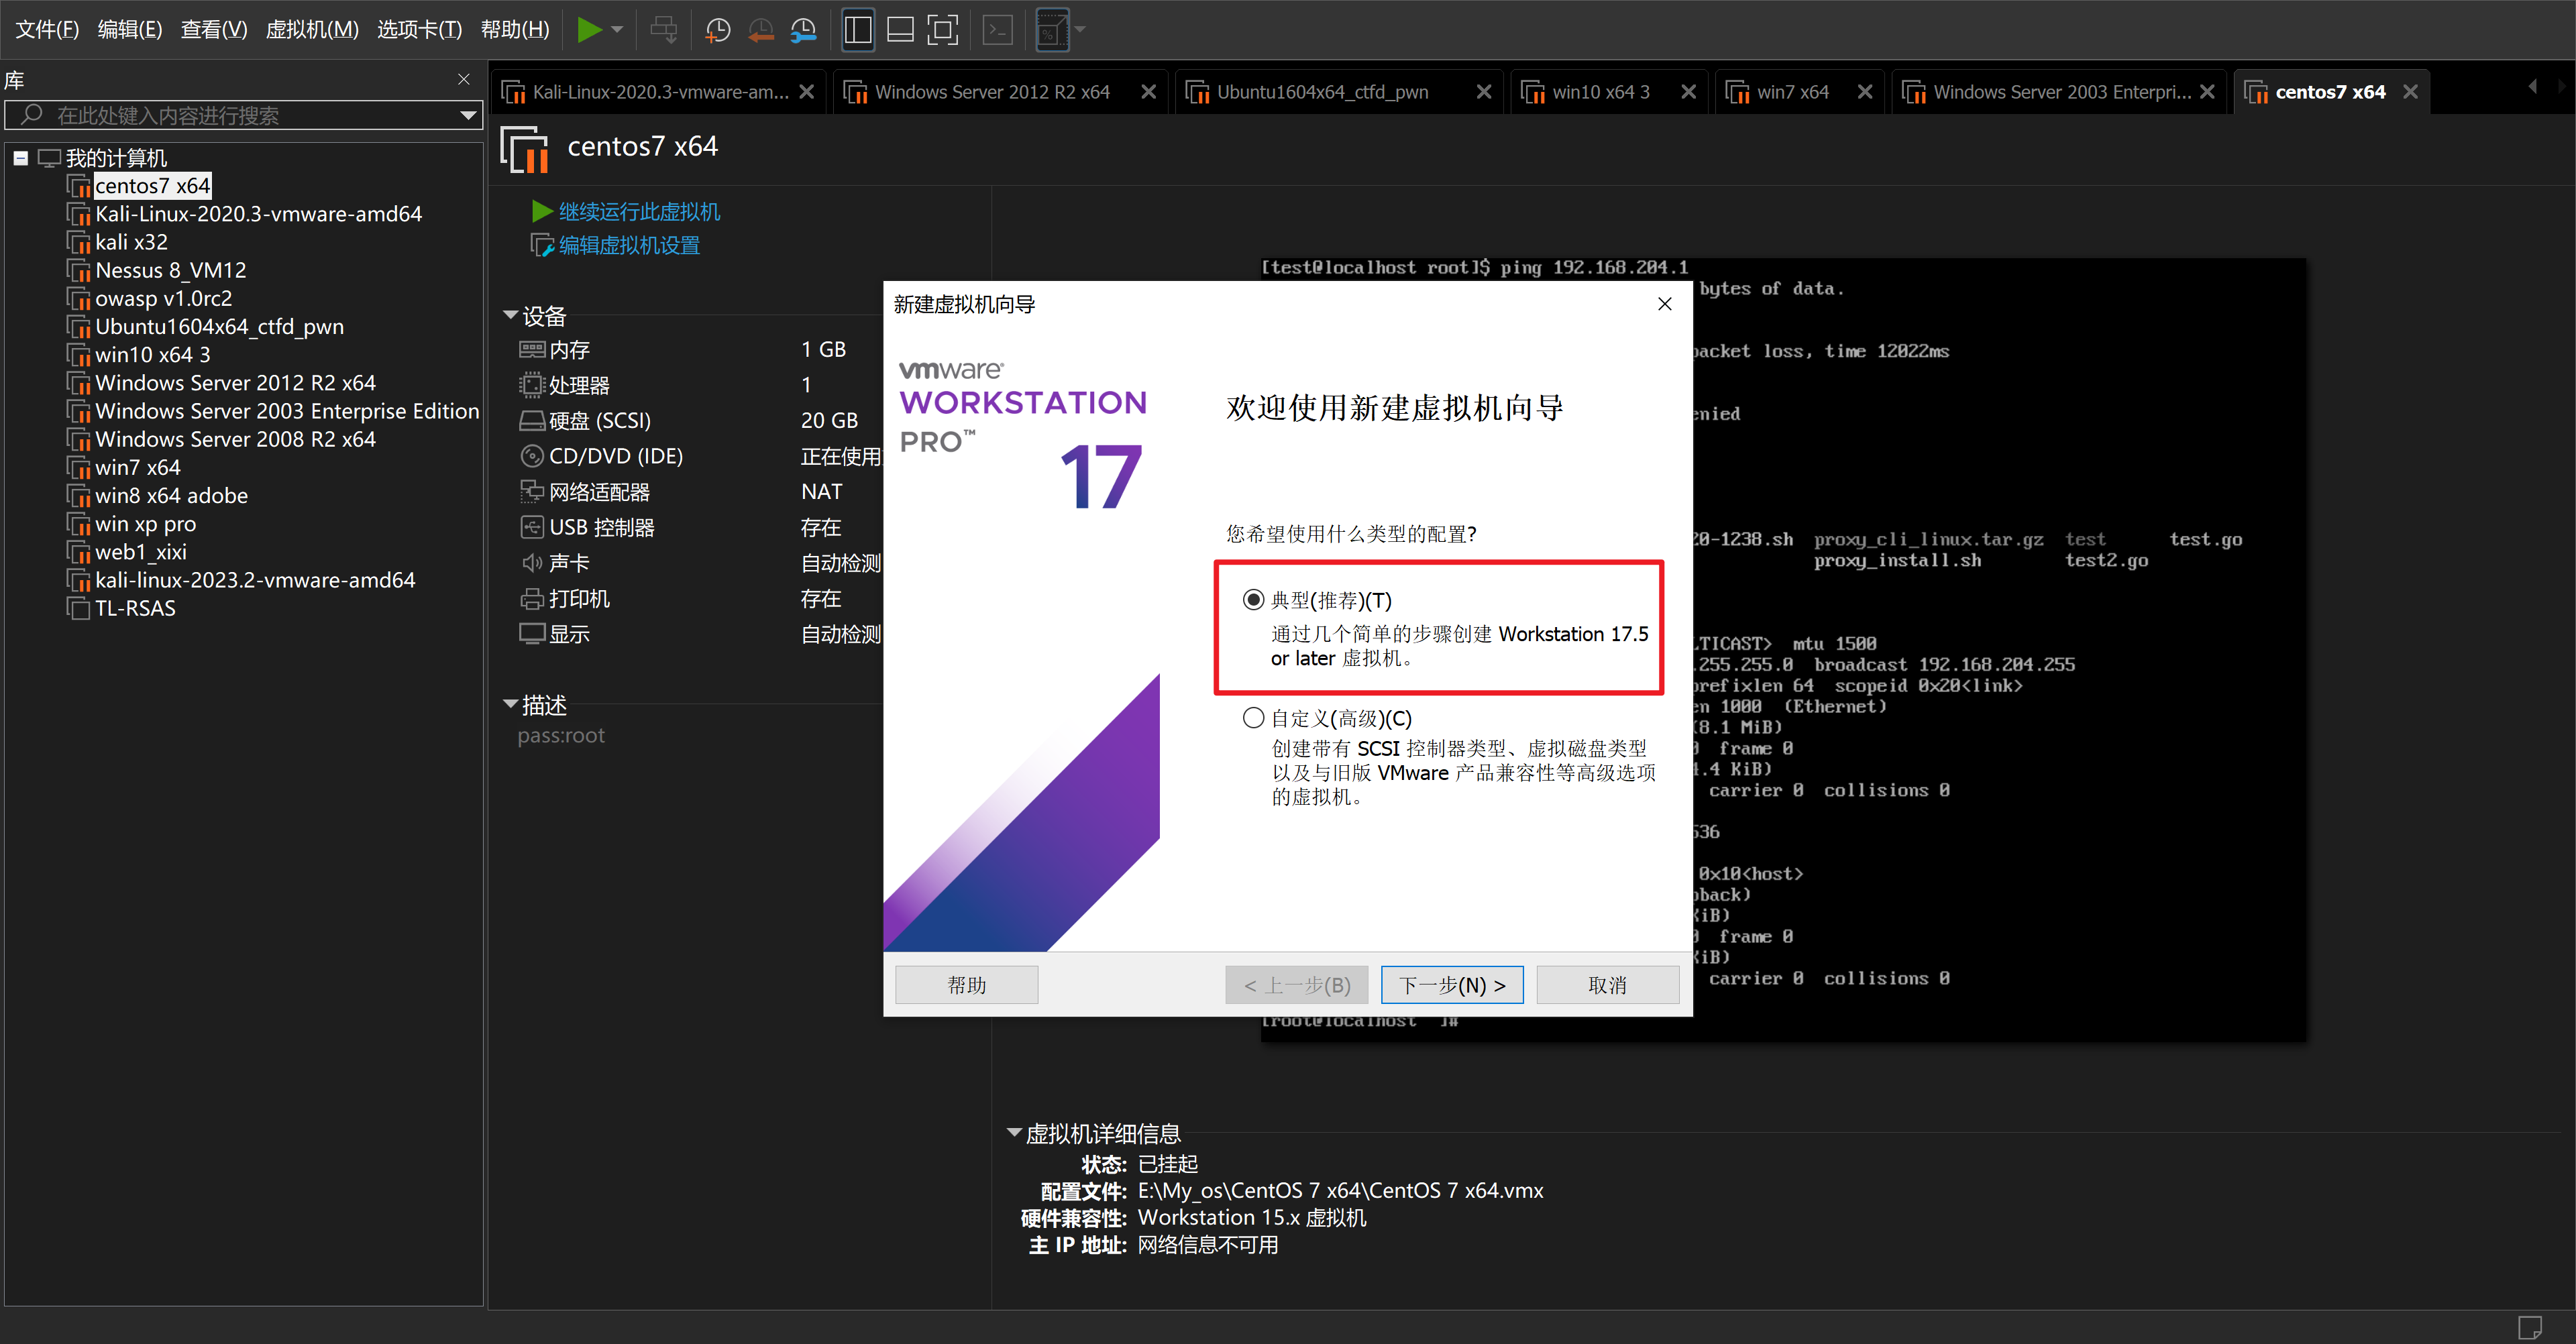 文件(F) 编辑(E) 查看(V) 虚拟机(M) 选项卡(T) 帮助(H)
库
在此处键入内容进行搜索
我的计算机
centos7 x64
Kali-Linux-2020.3-vmware-amd64
kali x32
Nessus 8_VM12
owasp v1.0rc2
Ubuntu1604x64_ctfd_pwn
win10 x64 3
Windows Server 2012 R2 x64
Windows Server 2003 Enterprise Edition
Windows Server 2008 R2 x64
win7 x64
win8 x64 adobe
win xp pro
web1_xixi
kali-linux-2023.2-vmware-amd64
TL-RSAS
Kali-Linux-2020.3-vmware-am... Windows Server 2012 R2 x64 Ubuntu1604x64_ctfd_pwn win10 x64 3 win7 x64 Windows Server 2003 Enterpri... centos7 x64
centos7 x64
继续运行此虚拟机
编辑虚拟机设置
设备
内存 1 GB
处理器 1
硬盘 (SCSI) 20 GB
CD/DVD (IDE) 正在使用
网络适配器 NAT
USB 控制器 存在
声卡 自动检测
打印机 存在
显示 自动检测
描述
pass:root
[test@localhost root]$ ping 192.168.204.1
bytes of data.
packet loss, time 12022ms
enied
20-1238.sh proxy_cli_linux.tar.gz test test.go
proxy_install.sh test2.go
LTICAST> mtu 1500
.255.255.0 broadcast 192.168.204.255
prefixlen 64 scopeid 0x20<link>
en 1000 (Ethernet)
(8.1 MiB)
0 frame 0
1.4 KiB)
carrier 0 collisions 0
536
0x10<host>
pback)
KiB)
0 frame 0
KiB)
carrier 0 collisions 0
[root@localhost ~]#
新建虚拟机向导
vmware
WORKSTATION
PRO™
17
欢迎使用新建虚拟机向导
您希望使用什么类型的配置?
典型(推荐)(T)
通过几个简单的步骤创建 Workstation 17.5
or later 虚拟机。
自定义(高级)(C)
创建带有 SCSI 控制器类型、虚拟磁盘类型
以及与旧版 VMware 产品兼容性等高级选项
的虚拟机。
帮助 < 上一步(B) 下一步(N) > 取消
虚拟机详细信息
状态: 已挂起
配置文件: E:\My_os\CentOS 7 x64\CentOS 7 x64.vmx
硬件兼容性: Workstation 15.x 虚拟机
主 IP 地址: 网络信息不可用